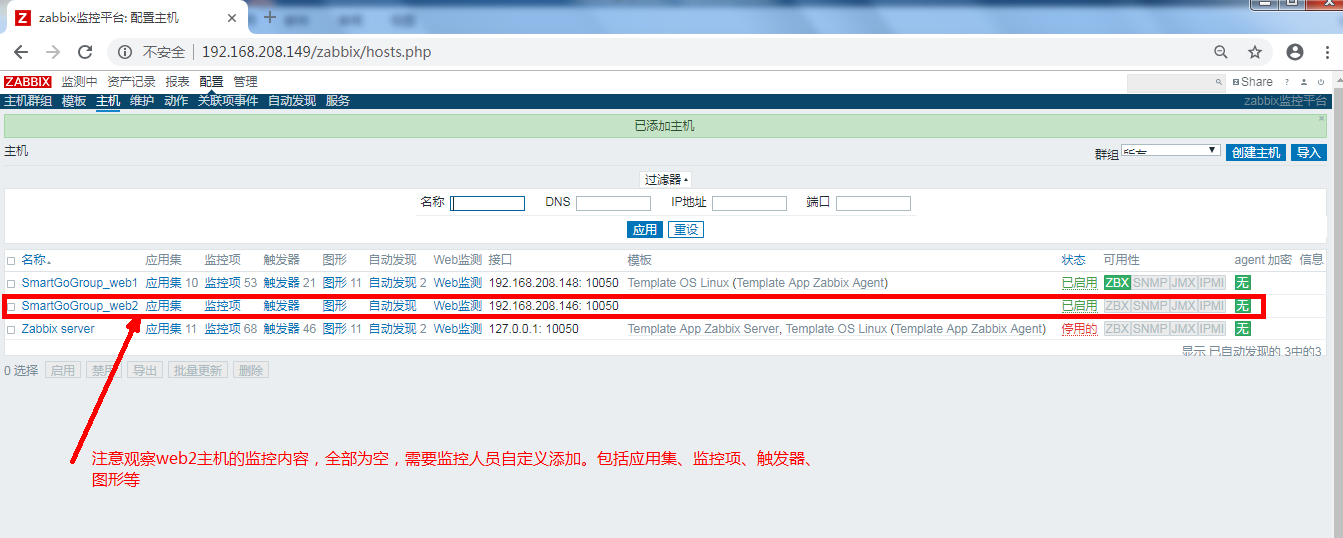 zabbix监控平台: 配置主机
不安全 192.168.208.149/zabbix/hosts.php
ZABBIX 监测中 资产记录 报表 配置 管理 Share ?
主机群组 模板 主机 维护 动作 关联项事件 自动发现 服务 zabbix监控平台
已添加主机
主机 群组 所有 创建主机 导入
过滤器
名称 DNS IP地址 端口
应用 重设
名称 应用集 监控项 触发器 图形 自动发现 Web监测 接口 模板 状态 可用性 agent 加密 信息
SmartGoGroup_web1 应用集 10 监控项 53 触发器 21 图形 11 自动发现 2 Web监测 192.168.208.148: 10050 Template OS Linux (Template App Zabbix Agent) 已启用 ZBX SNMP JMX IPMI 无
SmartGoGroup_web2 应用集 监控项 触发器 图形 自动发现 Web监测 192.168.208.146: 10050 已启用 ZBX SNMP JMX IPMI 无
Zabbix server 应用集 11 监控项 68 触发器 46 图形 11 自动发现 2 Web监测 127.0.0.1: 10050 Template App Zabbix Server, Template OS Linux (Template App Zabbix Agent) 停用的 ZBX SNMP JMX IPMI 无
显示 已自动发现的 3中的3
0 选择 启用 禁用 导出 批量更新 删除
注意观察web2主机的监控内容，全部为空，需要监控人员自定义添加。包括应用集、监控项、触发器、
图形等